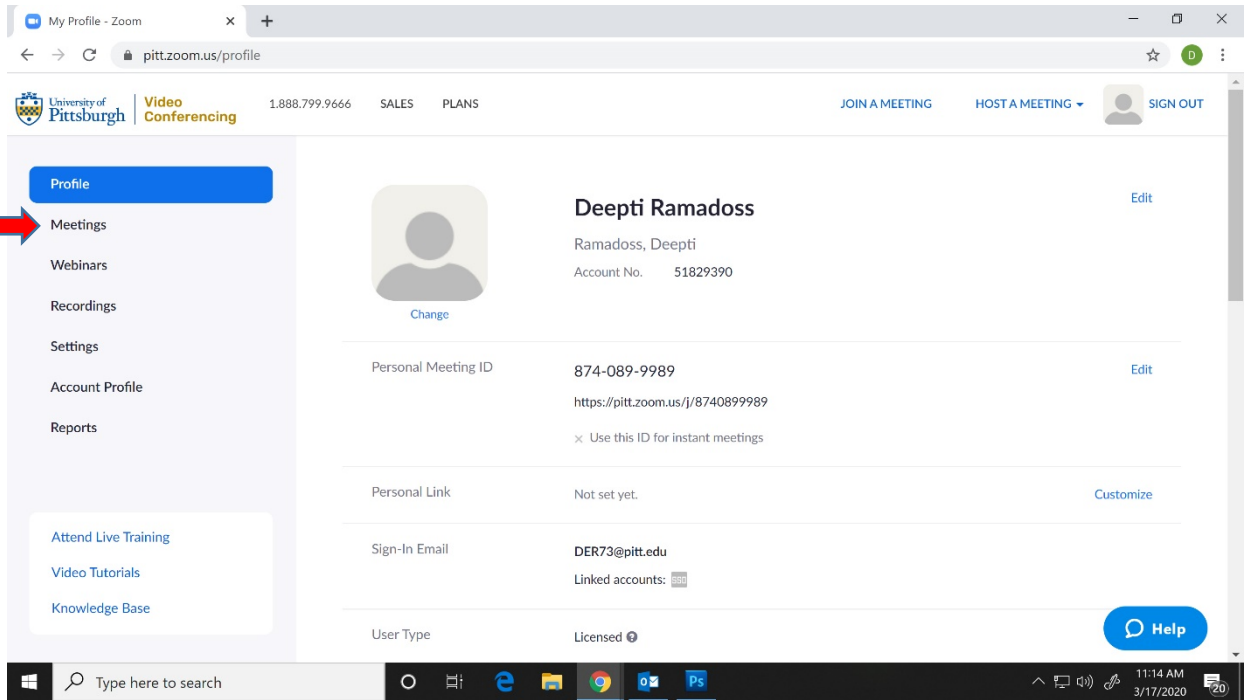 My Profile - Zoom
pitt.zoom.us/profile
D
University of Pittsburgh
Video Conferencing
1.888.799.9666 SALES PLANS
JOIN A MEETING HOST A MEETING SIGN OUT
Profile
Meetings
Webinars
Recordings
Settings
Account Profile
Reports
Attend Live Training
Video Tutorials
Knowledge Base
Change
Deepti Ramadoss
Edit
Ramadoss, Deepti
Account No. 51829390
Personal Meeting ID
874-089-9989
Edit
https://pitt.zoom.us/j/8740899989
Use this ID for instant meetings
Personal Link
Not set yet.
Customize
Sign-In Email
DER73@pitt.edu
Linked accounts: SSO
User Type
Licensed
Help
Type here to search
Ps
11:14 AM
3/17/2020
20